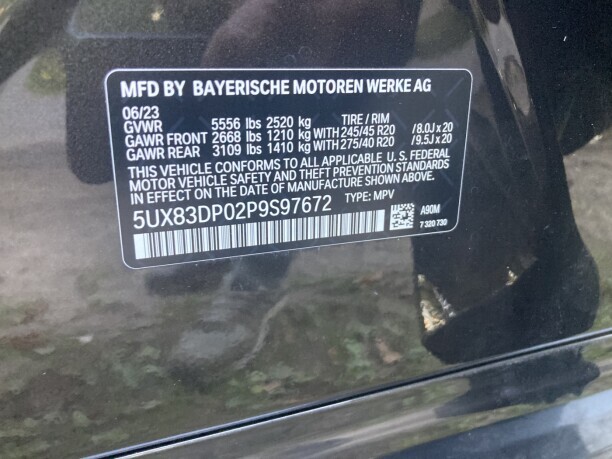 MFD BY BAYERISCHE MOTOREN WERKE AG
06/23
GVWR 5556 lbs 2520 kg TIRE / RIM
GAWR FRONT 2668 lbs 1210 kg WITH 245/45 R20 /8.0J x 20
GAWR REAR 3109 lbs 1410 kg WITH 275/40 R20 /9.5J x 20
THIS VEHICLE CONFORMS TO ALL APPLICABLE U. S. FEDERAL
MOTOR VEHICLE SAFETY AND THEFT PREVENTION STANDARDS
IN EFFECT ON THE DATE OF MANUFACTURE SHOWN ABOVE.
5UX83DP02P9S97672 TYPE: MPV
A90M
7 320 730